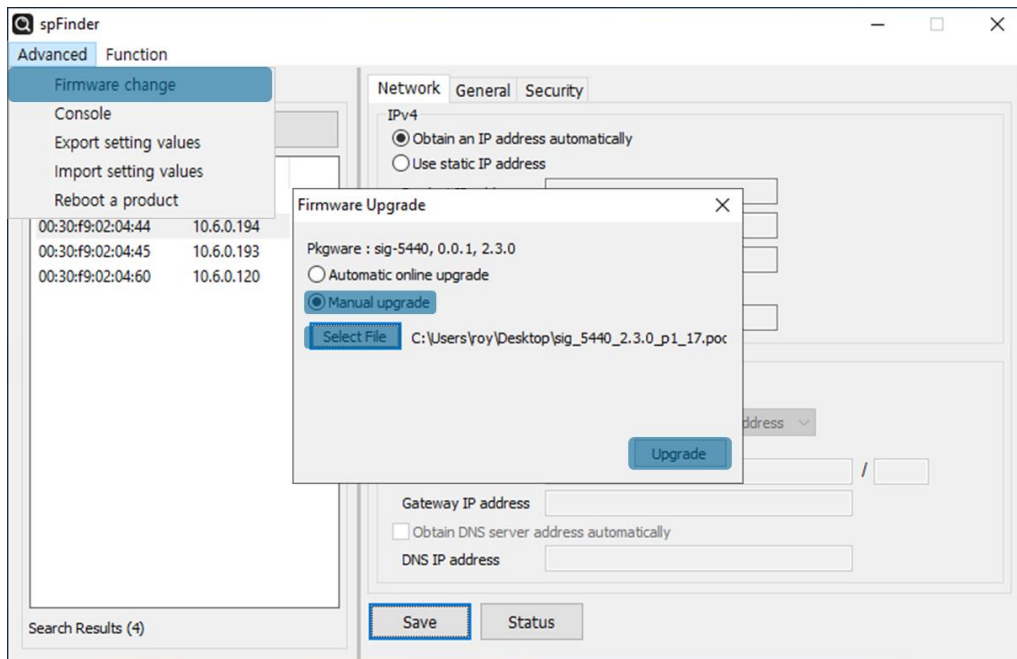 spFinder
Advanced Function
Firmware change
Console
Export setting values
Import setting values
Reboot a product
00:30:f9:02:04:44 10.6.0.194
00:30:f9:02:04:45 10.6.0.193
00:30:f9:02:04:60 10.6.0.120
Search Results (4)
Network General Security
IPv4
Obtain an IP address automatically
Use static IP address
Firmware Upgrade
Pkgware : sig-5440, 0.0.1, 2.3.0
Automatic online upgrade
Manual upgrade
Select File C:\Users\roy\Desktop\sig_5440_2.3.0_p1_17.poc
Upgrade
ddress
/
Gateway IP address
Obtain DNS server address automatically
DNS IP address
Save Status